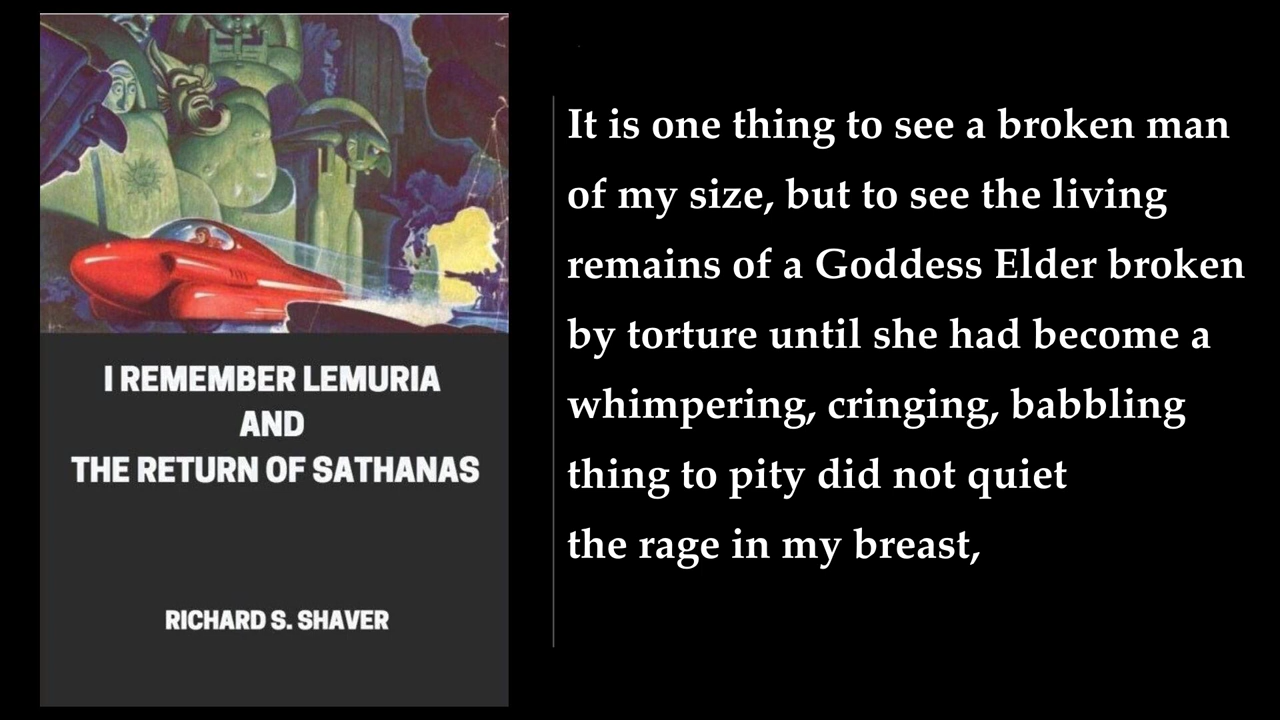 I REMEMBER LEMURIA
AND
THE RETURN OF SATHANAS
RICHARD S. SHAVER
It is one thing to see a broken man
of my size, but to see the living
remains of a Goddess Elder broken
by torture until she had become a
whimpering, cringing, babbling
thing to pity did not quiet
the rage in my breast,